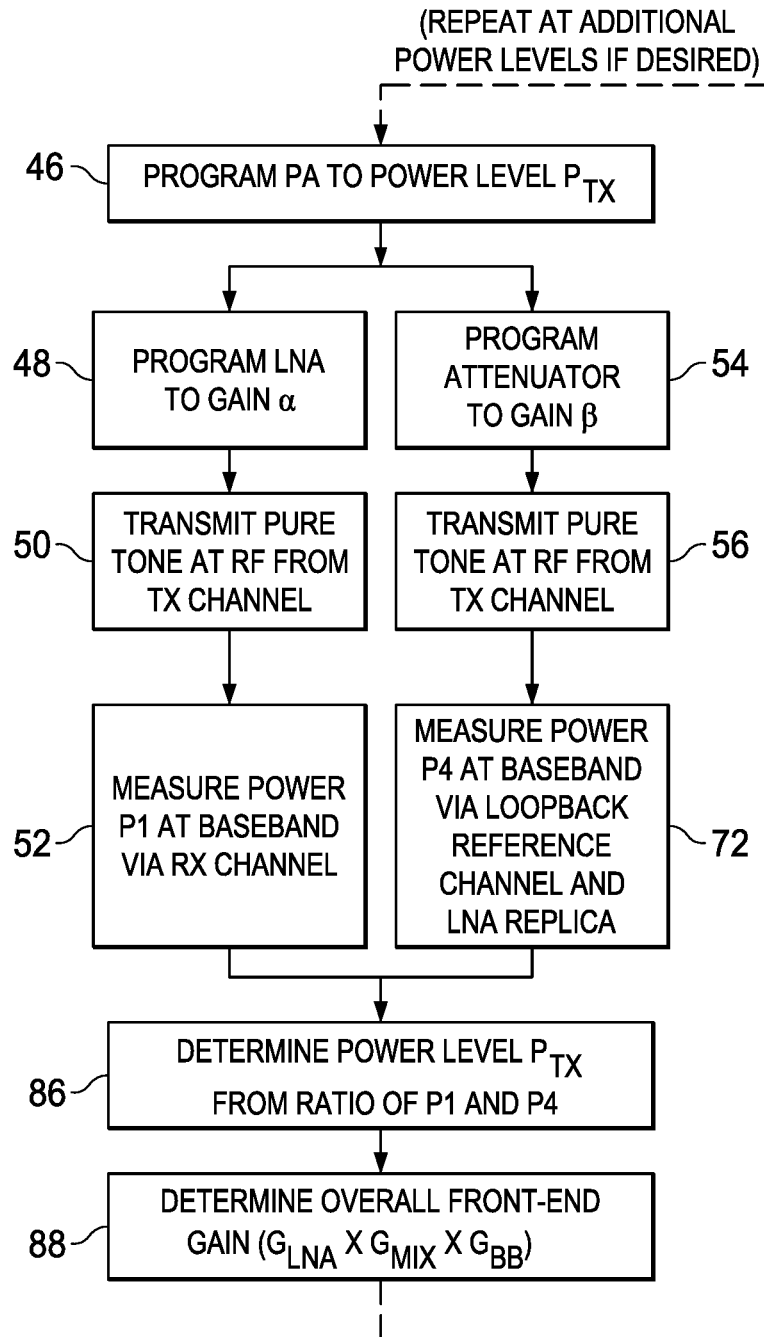 (REPEAT AT ADDITIONAL
POWER LEVELS IF DESIRED)
46
PROGRAM PA TO POWER LEVEL PTX
48
PROGRAM LNA
TO GAIN α
PROGRAM
ATTENUATOR
TO GAIN β
54
50
TRANSMIT PURE
TONE AT RF FROM
TX CHANNEL
TRANSMIT PURE
TONE AT RF FROM
TX CHANNEL
56
52
MEASURE POWER
P1 AT BASEBAND
VIA RX CHANNEL
MEASURE POWER
P4 AT BASEBAND
VIA LOOPBACK
REFERENCE
CHANNEL AND
LNA REPLICA
72
86
DETERMINE POWER LEVEL PTX
FROM RATIO OF P1 AND P4
88
DETERMINE OVERALL FRONT-END
GAIN (GLNA X GMIX X GBB)